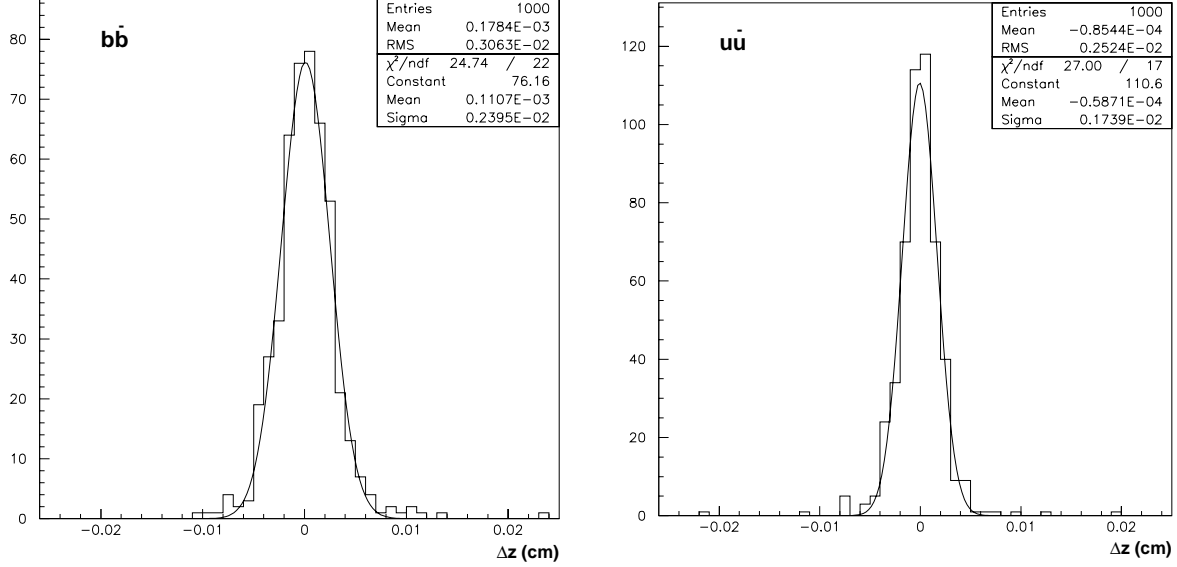 bb̄
Entries 1000
Mean 0.1784E-03
RMS 0.3063E-02
χ²/ndf 24.74 / 22
Constant 76.16
Mean 0.1107E-03
Sigma 0.2395E-02
80
70
60
50
40
30
20
10
0
-0.02 -0.01 0 0.01 0.02
Δz (cm)
uū
Entries 1000
Mean -0.8544E-04
RMS 0.2524E-02
χ²/ndf 27.00 / 17
Constant 110.6
Mean -0.5871E-04
Sigma 0.1739E-02
120
100
80
60
40
20
0
-0.02 -0.01 0 0.01 0.02
Δz (cm)